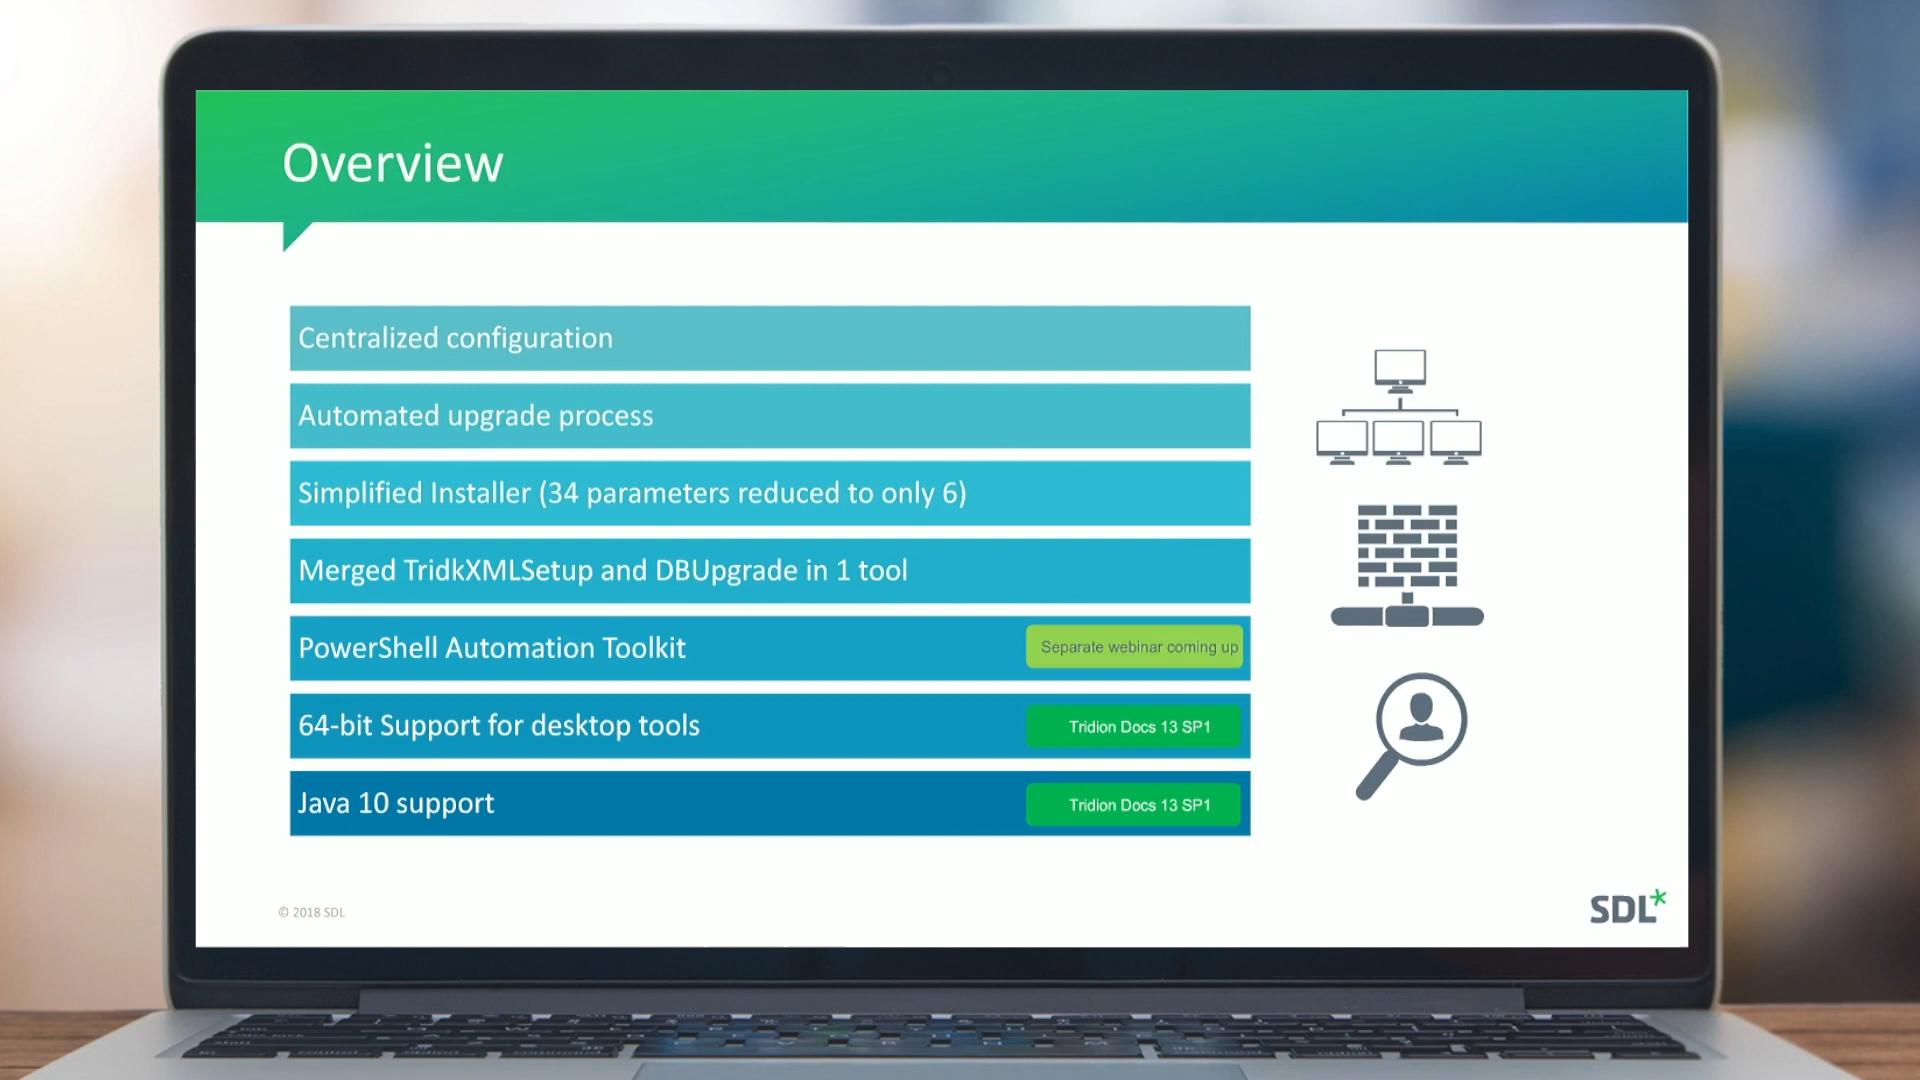 Overview
Centralized configuration
Automated upgrade process
Simplified Installer (34 parameters reduced to only 6)
Merged TridkXMLSetup and DBUpgrade in 1 tool
PowerShell Automation Toolkit
Separate webinar coming up
64-bit Support for desktop tools
Tridion Docs 13 SP1
Java 10 support
Tridion Docs 13 SP1
© 2018 SDL
SDL*